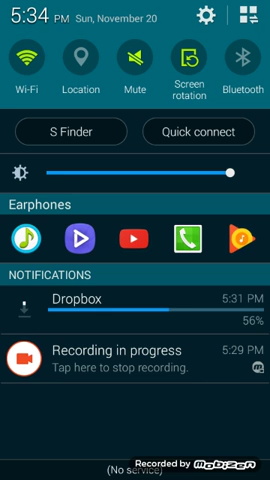 5:34 PM Sun, November 20
Wi-Fi Location Mute Screen rotation Bluetooth
S Finder Quick connect
Earphones
NOTIFICATIONS
Dropbox 5:31 PM
56%
Recording in progress 5:29 PM
Tap here to stop recording.
(No service)
Recorded by mobizen